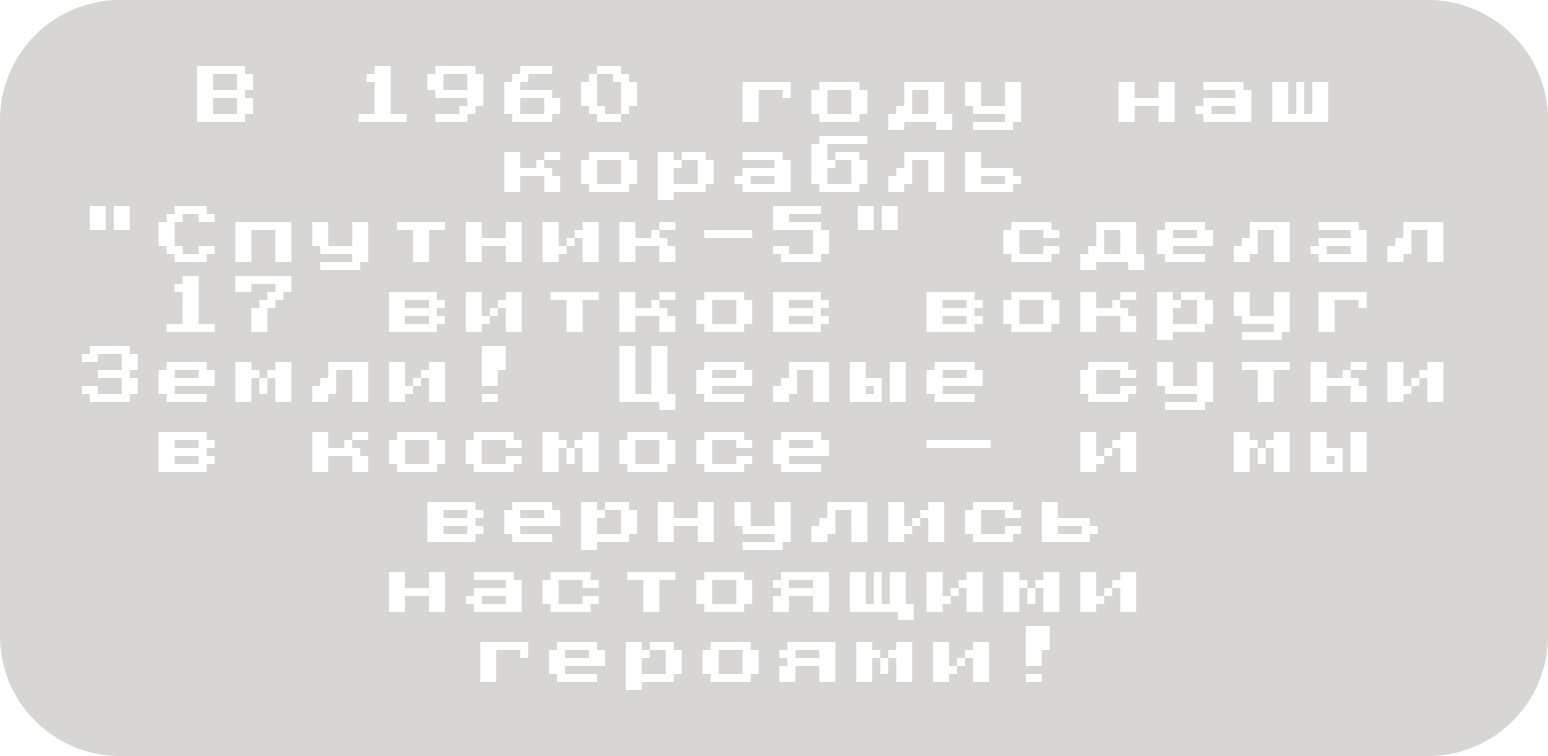 В 1960 году наш
корабль
"Спутник-5" сделал
17 витков вокруг
Земли! Целые сутки
в космосе — и мы
вернулись
настоящими
героями!